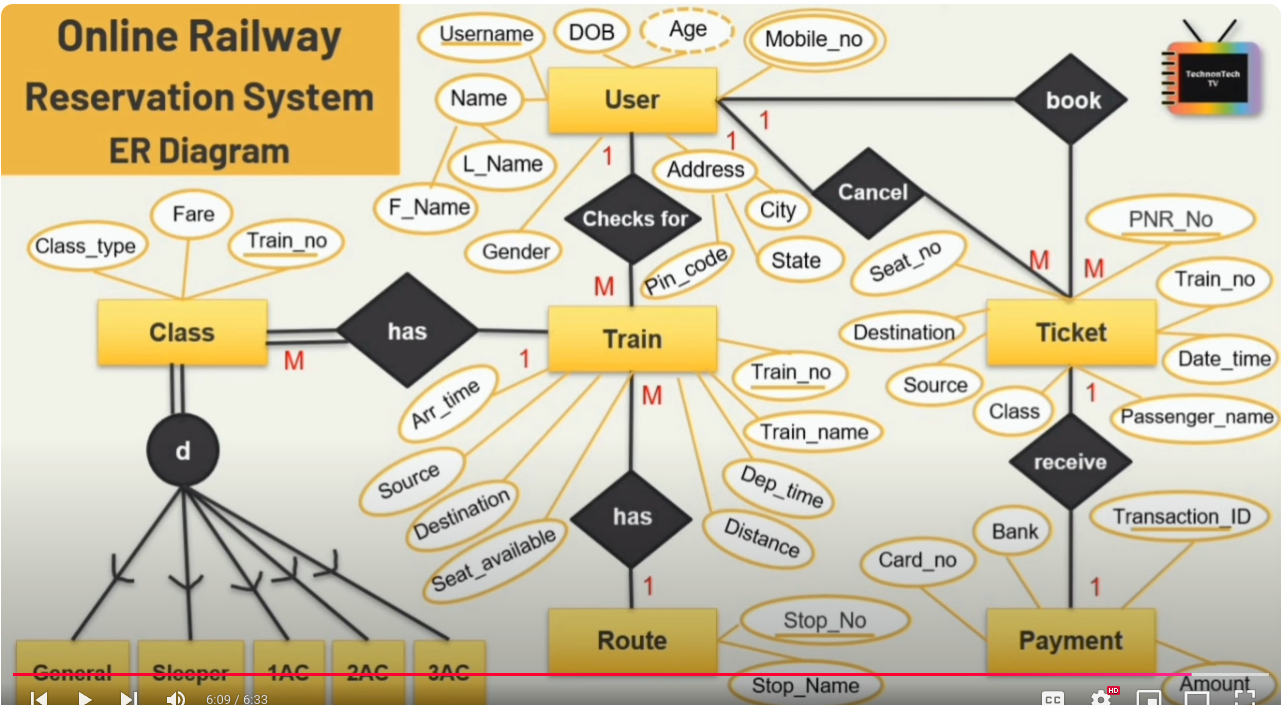 Online Railway
Reservation System
ER Diagram
Username
DOB
Age
Mobile_no
TechnonTech
TV
Name
User
book
1
1
1
L_Name
Address
F_Name
Checks for
City
Cancel
Gender
Pin_code
State
Seat_no
PNR_No
M
M
M
Train_no
Class_type
Fare
Train_no
Class
has
M
1
Train
Destination
Ticket
Date_time
Source
Class
Passenger_name
1
Arr_time
Train_no
M
Train_name
Source
Destination
Seat_available
Dep_time
Distance
d
has
receive
1
1
Bank
Transaction_ID
Card_no
Route
Stop_No
Stop_Name
Payment
Amount
General
Sleeper
1AC
2AC
3AC
6:09 / 6:33
CC
HD